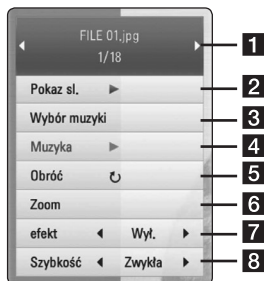 FILE 01.jpg 1
1/18
Pokaz sl. 2
Wybór muzyki 3
Muzyka 4
Obróć 5
Zoom 6
efekt Wył. 7
Szybkość Zwykła 8